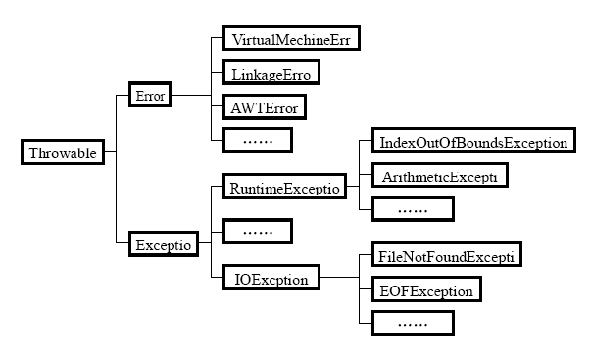 VirtualMechineErr
LinkageErro
Error
AWTError
……
Throwable
IndexOutOfBoundsException
ArithmeticExcepti
RuntimeExceptio
……
……
Exceptio
FileNotFoundExcepti
IOExcption
EOFException
……